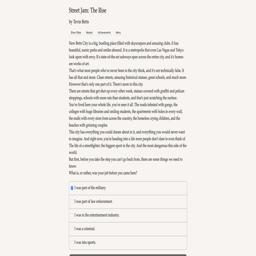 Street Jam: The Rise
by Tevin Betts
Show Stats Restart Achievements Menu
New Retro City is a big, bustling place filled with skyscrapers and amazing clubs. It has
beautiful, scenic parks and seaside abound. It is a metropolis that even Las Vegas and Tokyo
look upon with envy. It's state of the art subways span across the entire city, and it's homes
are works of art.
That's what most people who've never been to the city think, and it's not technically false. It
has all that and more. Clean streets, amazing historical statues, great schools, and much more.
However that's only one part of it. There's more to this city.
There are streets that get shot up every other week, statues covered with graffiti and pelican
droppings, schools with more rats than students, and that's just scratching the surface.
You've lived here your whole life, you've seen it all. The roads infested with gangs, the
colleges with huge libraries and smiling students, the apartments with holes in every wall,
the malls with every store from across the country, the homeless crying children, and the
beaches with grinning couples.
This city has everything you could dream about in it, and everything you would never want
to imagine. And right now, you're heading into a life most people don't dare to even think of.
The life of a streetfighter, the biggest sport in the city. And the most dangerous this side of the
world.
But first, before you take the step you can't go back from, there are some things we need to
know.
What is, or rather, was your job before you came here?
I was part of the military.
I was part of law enforcement.
I was in the entertainment industry.
I was a criminal.
I was into sports.